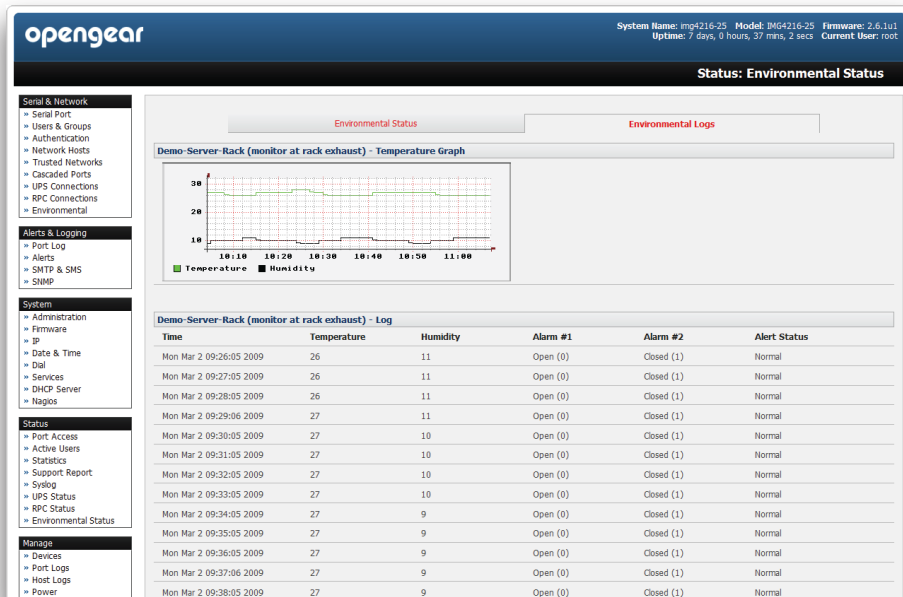 opengear
System Name: img4216-25 Model: IMG4216-25 Firmware: 2.6.1u1
Uptime: 7 days, 0 hours, 37 mins, 2 secs Current User: root
Status: Environmental Status
Serial & Network
» Serial Port
» Users & Groups
» Authentication
» Network Hosts
» Trusted Networks
» Cascaded Ports
» UPS Connections
» RPC Connections
» Environmental
Alerts & Logging
» Port Log
» Alerts
» SMTP & SMS
» SNMP
System
» Administration
» Firmware
» IP
» Date & Time
» Dial
» Services
» DHCP Server
» Nagios
Status
» Port Access
» Active Users
» Statistics
» Support Report
» Syslog
» UPS Status
» RPC Status
» Environmental Status
Manage
» Devices
» Port Logs
» Host Logs
» Power
Environmental Status Environmental Logs
Demo-Server-Rack (monitor at rack exhaust) - Temperature Graph
30
20
10
10:10 10:20 10:30 10:40 10:50 11:00
Temperature Humidity
Demo-Server-Rack (monitor at rack exhaust) - Log
Time Temperature Humidity Alarm #1 Alarm #2 Alert Status
Mon Mar 2 09:26:05 2009 26 11 Open (0) Closed (1) Normal
Mon Mar 2 09:27:05 2009 26 11 Open (0) Closed (1) Normal
Mon Mar 2 09:28:05 2009 26 11 Open (0) Closed (1) Normal
Mon Mar 2 09:29:06 2009 27 11 Open (0) Closed (1) Normal
Mon Mar 2 09:30:05 2009 27 10 Open (0) Closed (1) Normal
Mon Mar 2 09:31:05 2009 27 10 Open (0) Closed (1) Normal
Mon Mar 2 09:32:05 2009 27 10 Open (0) Closed (1) Normal
Mon Mar 2 09:33:05 2009 27 10 Open (0) Closed (1) Normal
Mon Mar 2 09:34:05 2009 27 9 Open (0) Closed (1) Normal
Mon Mar 2 09:35:05 2009 27 9 Open (0) Closed (1) Normal
Mon Mar 2 09:36:05 2009 27 9 Open (0) Closed (1) Normal
Mon Mar 2 09:37:06 2009 27 9 Open (0) Closed (1) Normal
Mon Mar 2 09:38:05 2009 27 9 Open (0) Closed (1) Normal